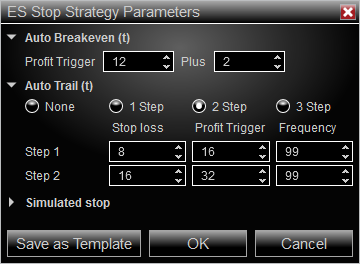 ES Stop Strategy Parameters
Auto Breakeven (t)
Profit Trigger 12 Plus 2
Auto Trail (t)
None 1 Step 2 Step 3 Step
Stop loss Profit Trigger Frequency
Step 1 8 16 99
Step 2 16 32 99
Simulated stop
Save as Template OK Cancel